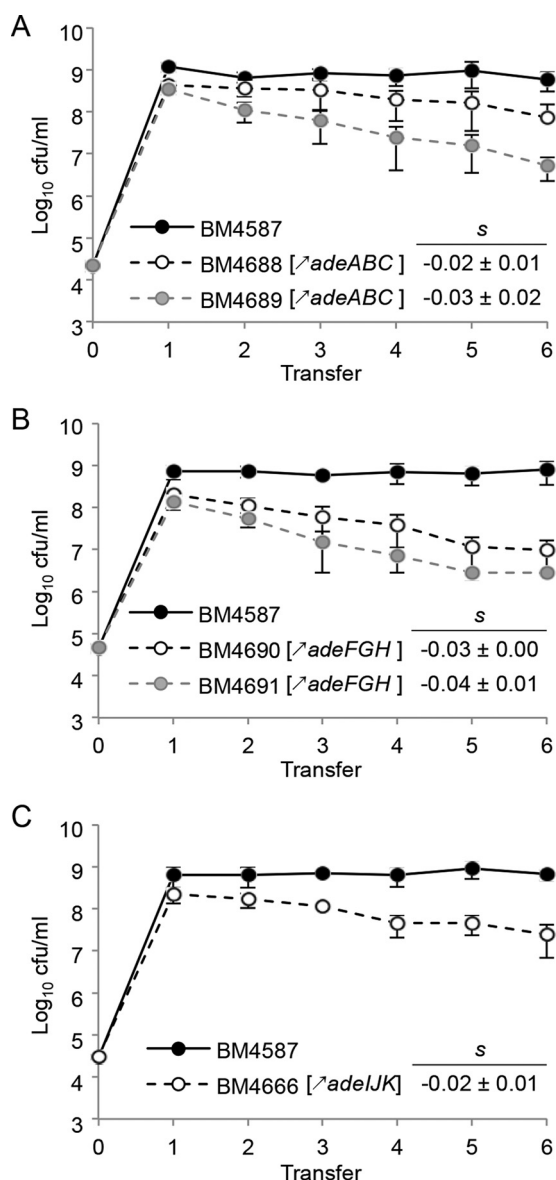 A
10
9
8
7
6
5
4
3
Log10 cfu/ml
BM4587
s
BM4688 [↗adeABC ] -0.02 ± 0.01
BM4689 [↗adeABC ] -0.03 ± 0.02
0 1 2 3 4 5 6
Transfer
B
10
9
8
7
6
5
4
3
Log10 cfu/ml
BM4587
s
BM4690 [↗adeFGH ] -0.03 ± 0.00
BM4691 [↗adeFGH ] -0.04 ± 0.01
0 1 2 3 4 5 6
Transfer
C
10
9
8
7
6
5
4
3
Log10 cfu/ml
BM4587
s
BM4666 [↗adeIJK] -0.02 ± 0.01
0 1 2 3 4 5 6
Transfer